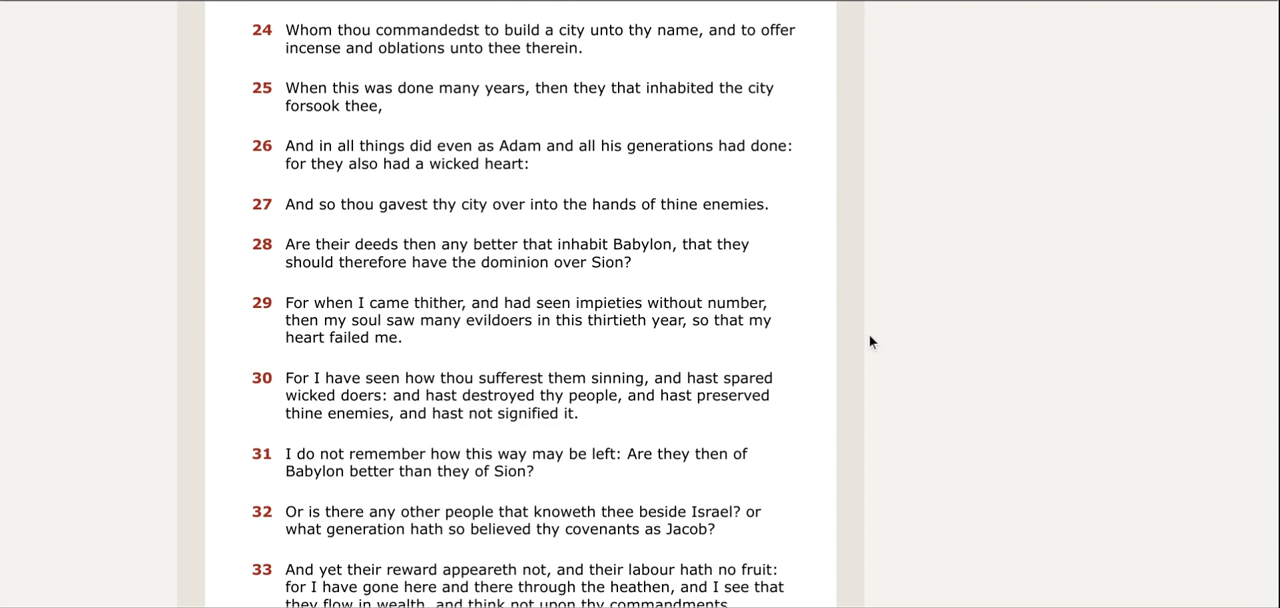 24 Whom thou commandedst to build a city unto thy name, and to offer
incense and oblations unto thee therein.
25 When this was done many years, then they that inhabited the city
forsook thee,
26 And in all things did even as Adam and all his generations had done:
for they also had a wicked heart:
27 And so thou gavest thy city over into the hands of thine enemies.
28 Are their deeds then any better that inhabit Babylon, that they
should therefore have the dominion over Sion?
29 For when I came thither, and had seen impieties without number,
then my soul saw many evildoers in this thirtieth year, so that my
heart failed me.
30 For I have seen how thou sufferest them sinning, and hast spared
wicked doers: and hast destroyed thy people, and hast preserved
thine enemies, and hast not signified it.
31 I do not remember how this way may be left: Are they then of
Babylon better than they of Sion?
32 Or is there any other people that knoweth thee beside Israel? or
what generation hath so believed thy covenants as Jacob?
33 And yet their reward appeareth not, and their labour hath no fruit:
for I have gone here and there through the heathen, and I see that
they flow in wealth, and think not upon thy commandments.